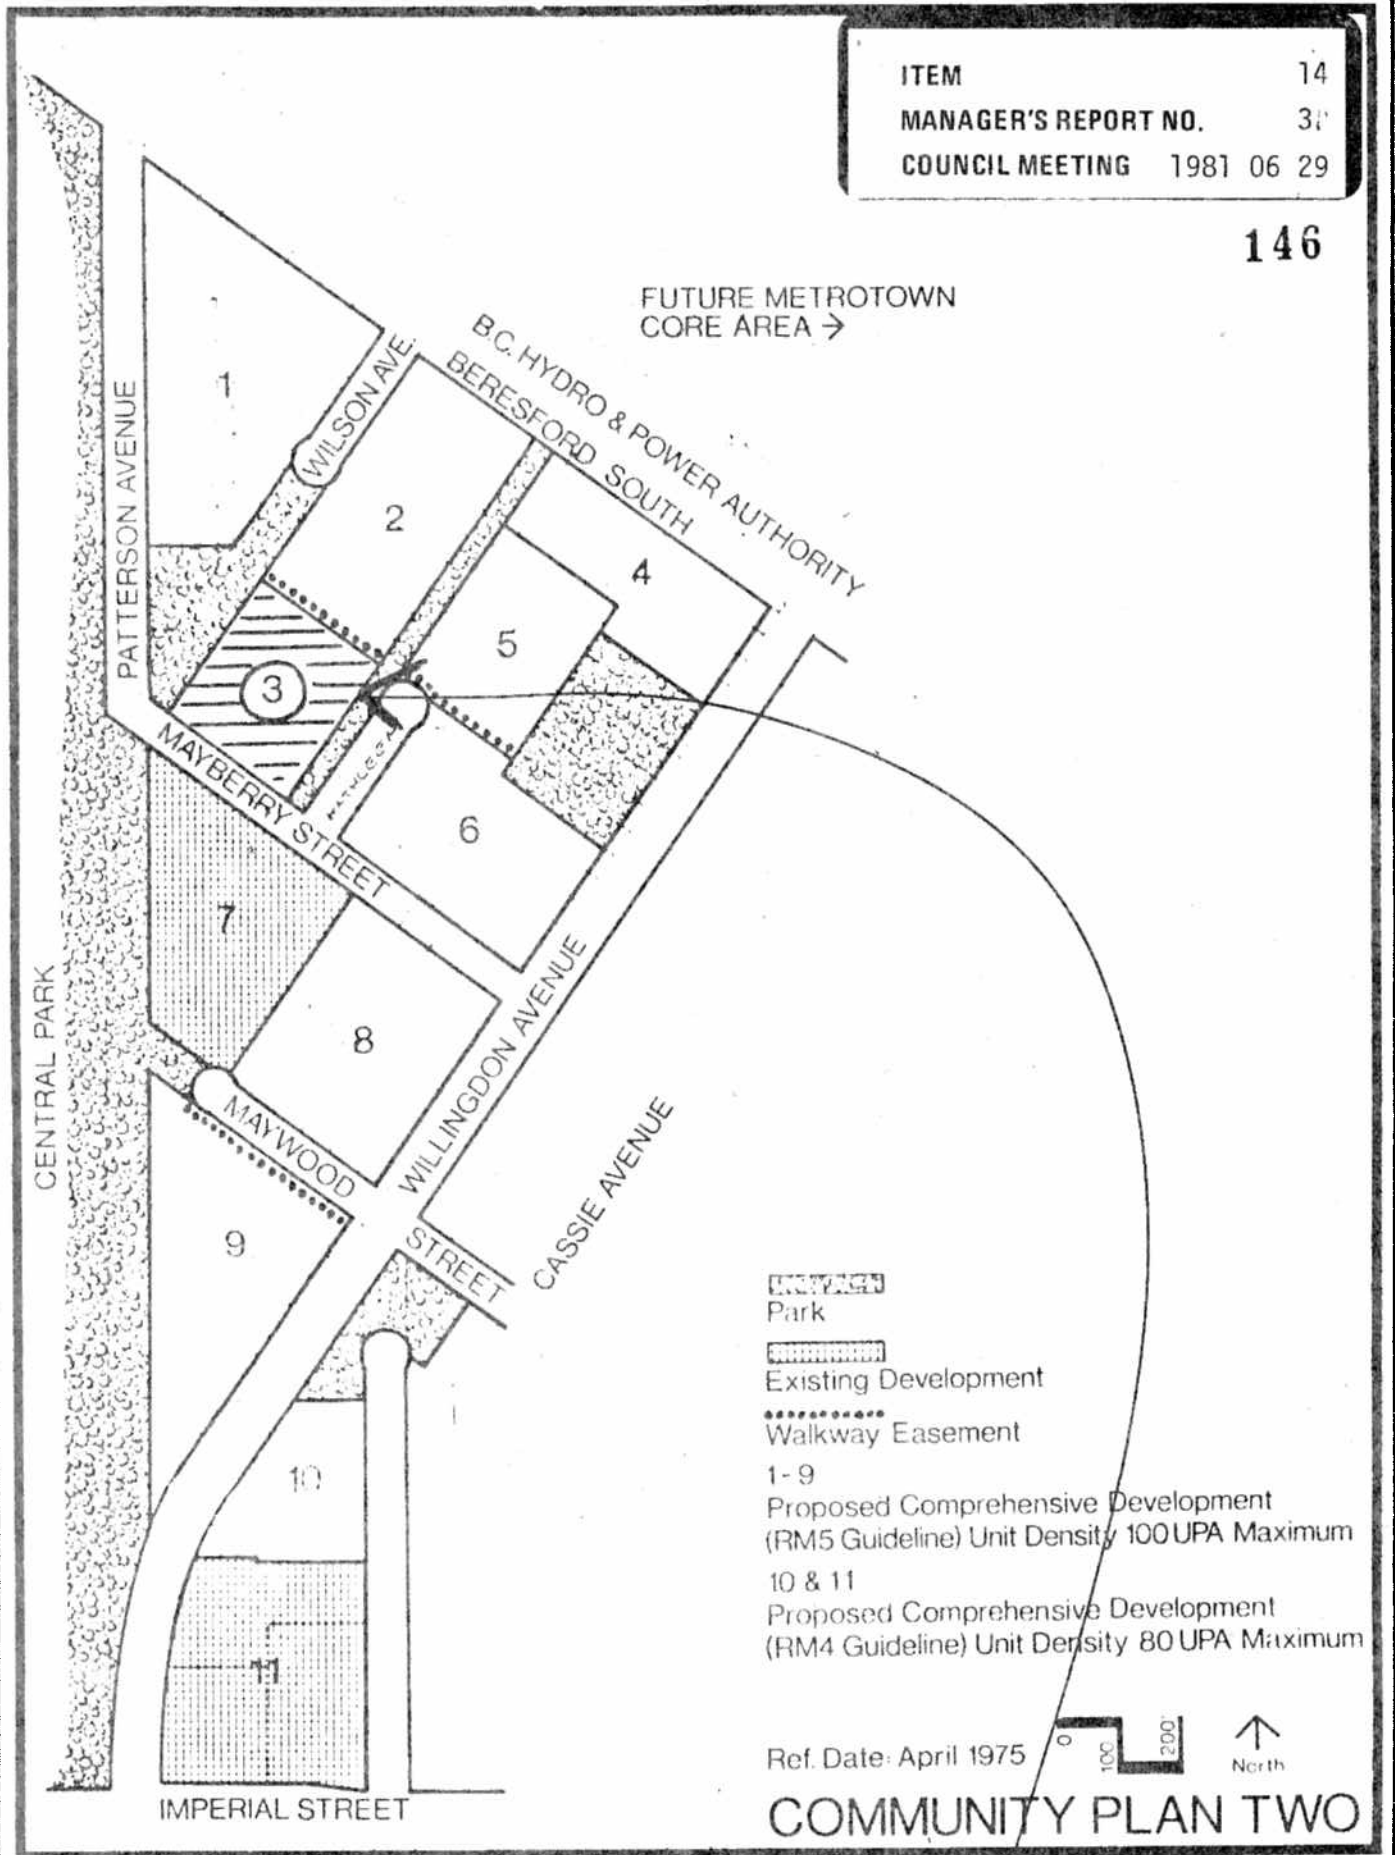 ITEM 14
MANAGER'S REPORT NO.
COUNCIL MEETING 1981 06 29
146
FUTURE METROTOWN
CORE AREA →
B.C. HYDRO & POWER AUTHORITY
BERESFORD SOUTH
WILSON AVE.
PATTERSON AVENUE
1
2
3
4
5
6
MAYBERRY STREET
7
8
CENTRAL PARK
WILLINGDON AVENUE
MAYWOOD STREET
CASSIE AVENUE
9
10
11
IMPERIAL STREET
Park
Existing Development
Walkway Easement
1-9
Proposed Comprehensive Development
(RM5 Guideline) Unit Density 100 UPA Maximum
10 & 11
Proposed Comprehensive Development
(RM4 Guideline) Unit Density 80 UPA Maximum
Ref. Date: April 1975
0 100 200'
North
COMMUNITY PLAN TWO